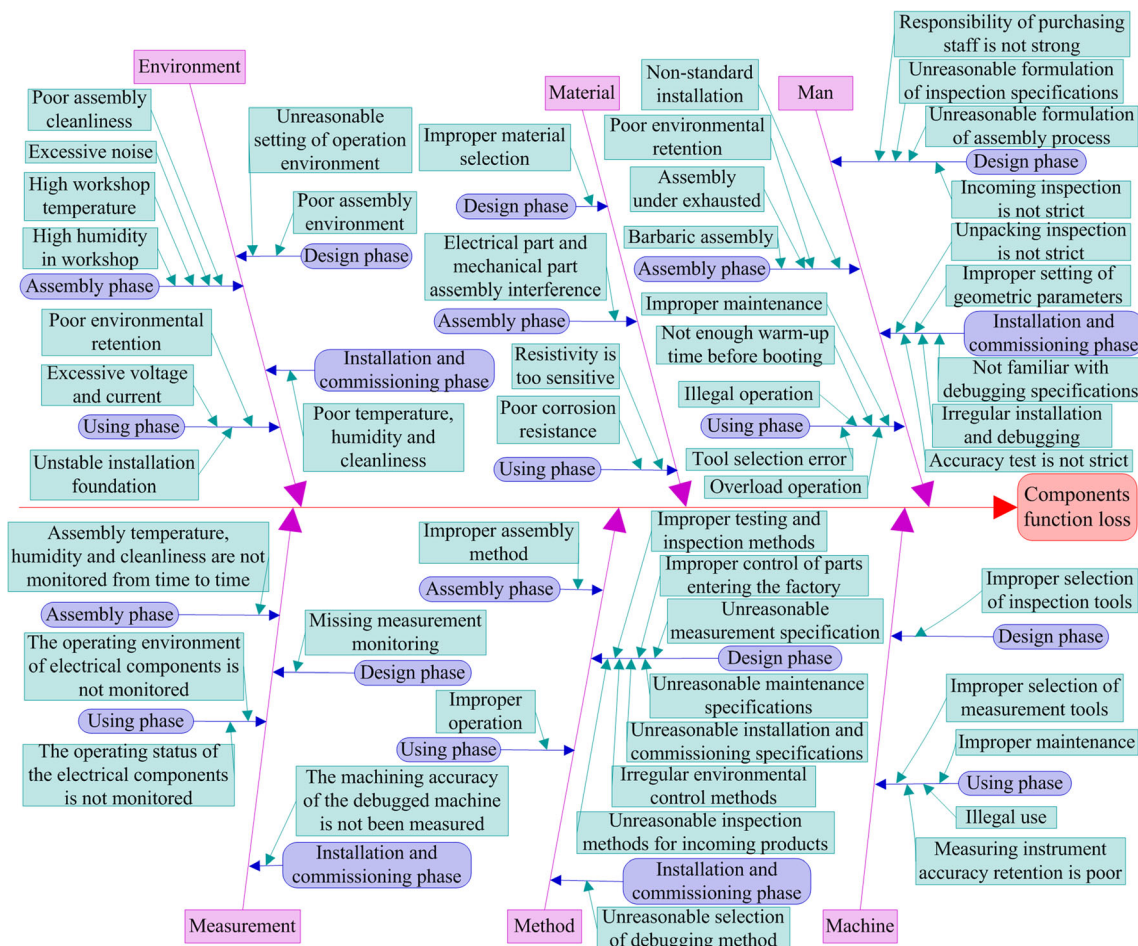 Environment
Poor assembly
cleanliness
Excessive noise
High workshop
temperature
High humidity
in workshop
Assembly phase
Unreasonable
setting of operation
environment
Poor assembly
environment
Design phase
Poor environmental
retention
Excessive voltage
and current
Using phase
Unstable installation
foundation
Installation and
commissioning phase
Poor temperature,
humidity and
cleanliness
Material
Improper material
selection
Design phase
Electrical part and
mechanical part
assembly interference
Assembly phase
Resistivity is
too sensitive
Poor corrosion
resistance
Using phase
Man
Non-standard
installation
Poor environmental
retention
Assembly
under exhausted
Barbaric assembly
Assembly phase
Improper maintenance
Not enough warm-up
time before booting
Illegal operation
Using phase
Tool selection error
Overload operation
Responsibility of purchasing
staff is not strong
Unreasonable formulation
of inspection specifications
Unreasonable formulation
of assembly process
Design phase
Incoming inspection
is not strict
Unpacking inspection
is not strict
Improper setting of
geometric parameters
Installation and
commissioning phase
Not familiar with
debugging specifications
Irregular installation
and debugging
Accuracy test is not strict
Components
function loss
Assembly temperature,
humidity and cleanliness are not
monitored from time to time
Assembly phase
Missing measurement
monitoring
Design phase
The operating environment
of electrical components is
not monitored
Using phase
The operating status of
the electrical components
is not monitored
The machining accuracy
of the debugged machine
is not been measured
Installation and
commissioning phase
Measurement
Improper assembly
method
Assembly phase
Improper testing and
inspection methods
Improper control of parts
entering the factory
Unreasonable
measurement specification
Design phase
Unreasonable maintenance
specifications
Unreasonable installation and
commissioning specifications
Irregular environmental
control methods
Unreasonable inspection
methods for incoming products
Improper
operation
Using phase
Installation and
commissioning phase
Unreasonable selection
of debugging method
Method
Improper selection
of inspection tools
Design phase
Improper selection of
measurement tools
Improper maintenance
Using phase
Illegal use
Measuring instrument
accuracy retention is poor
Machine